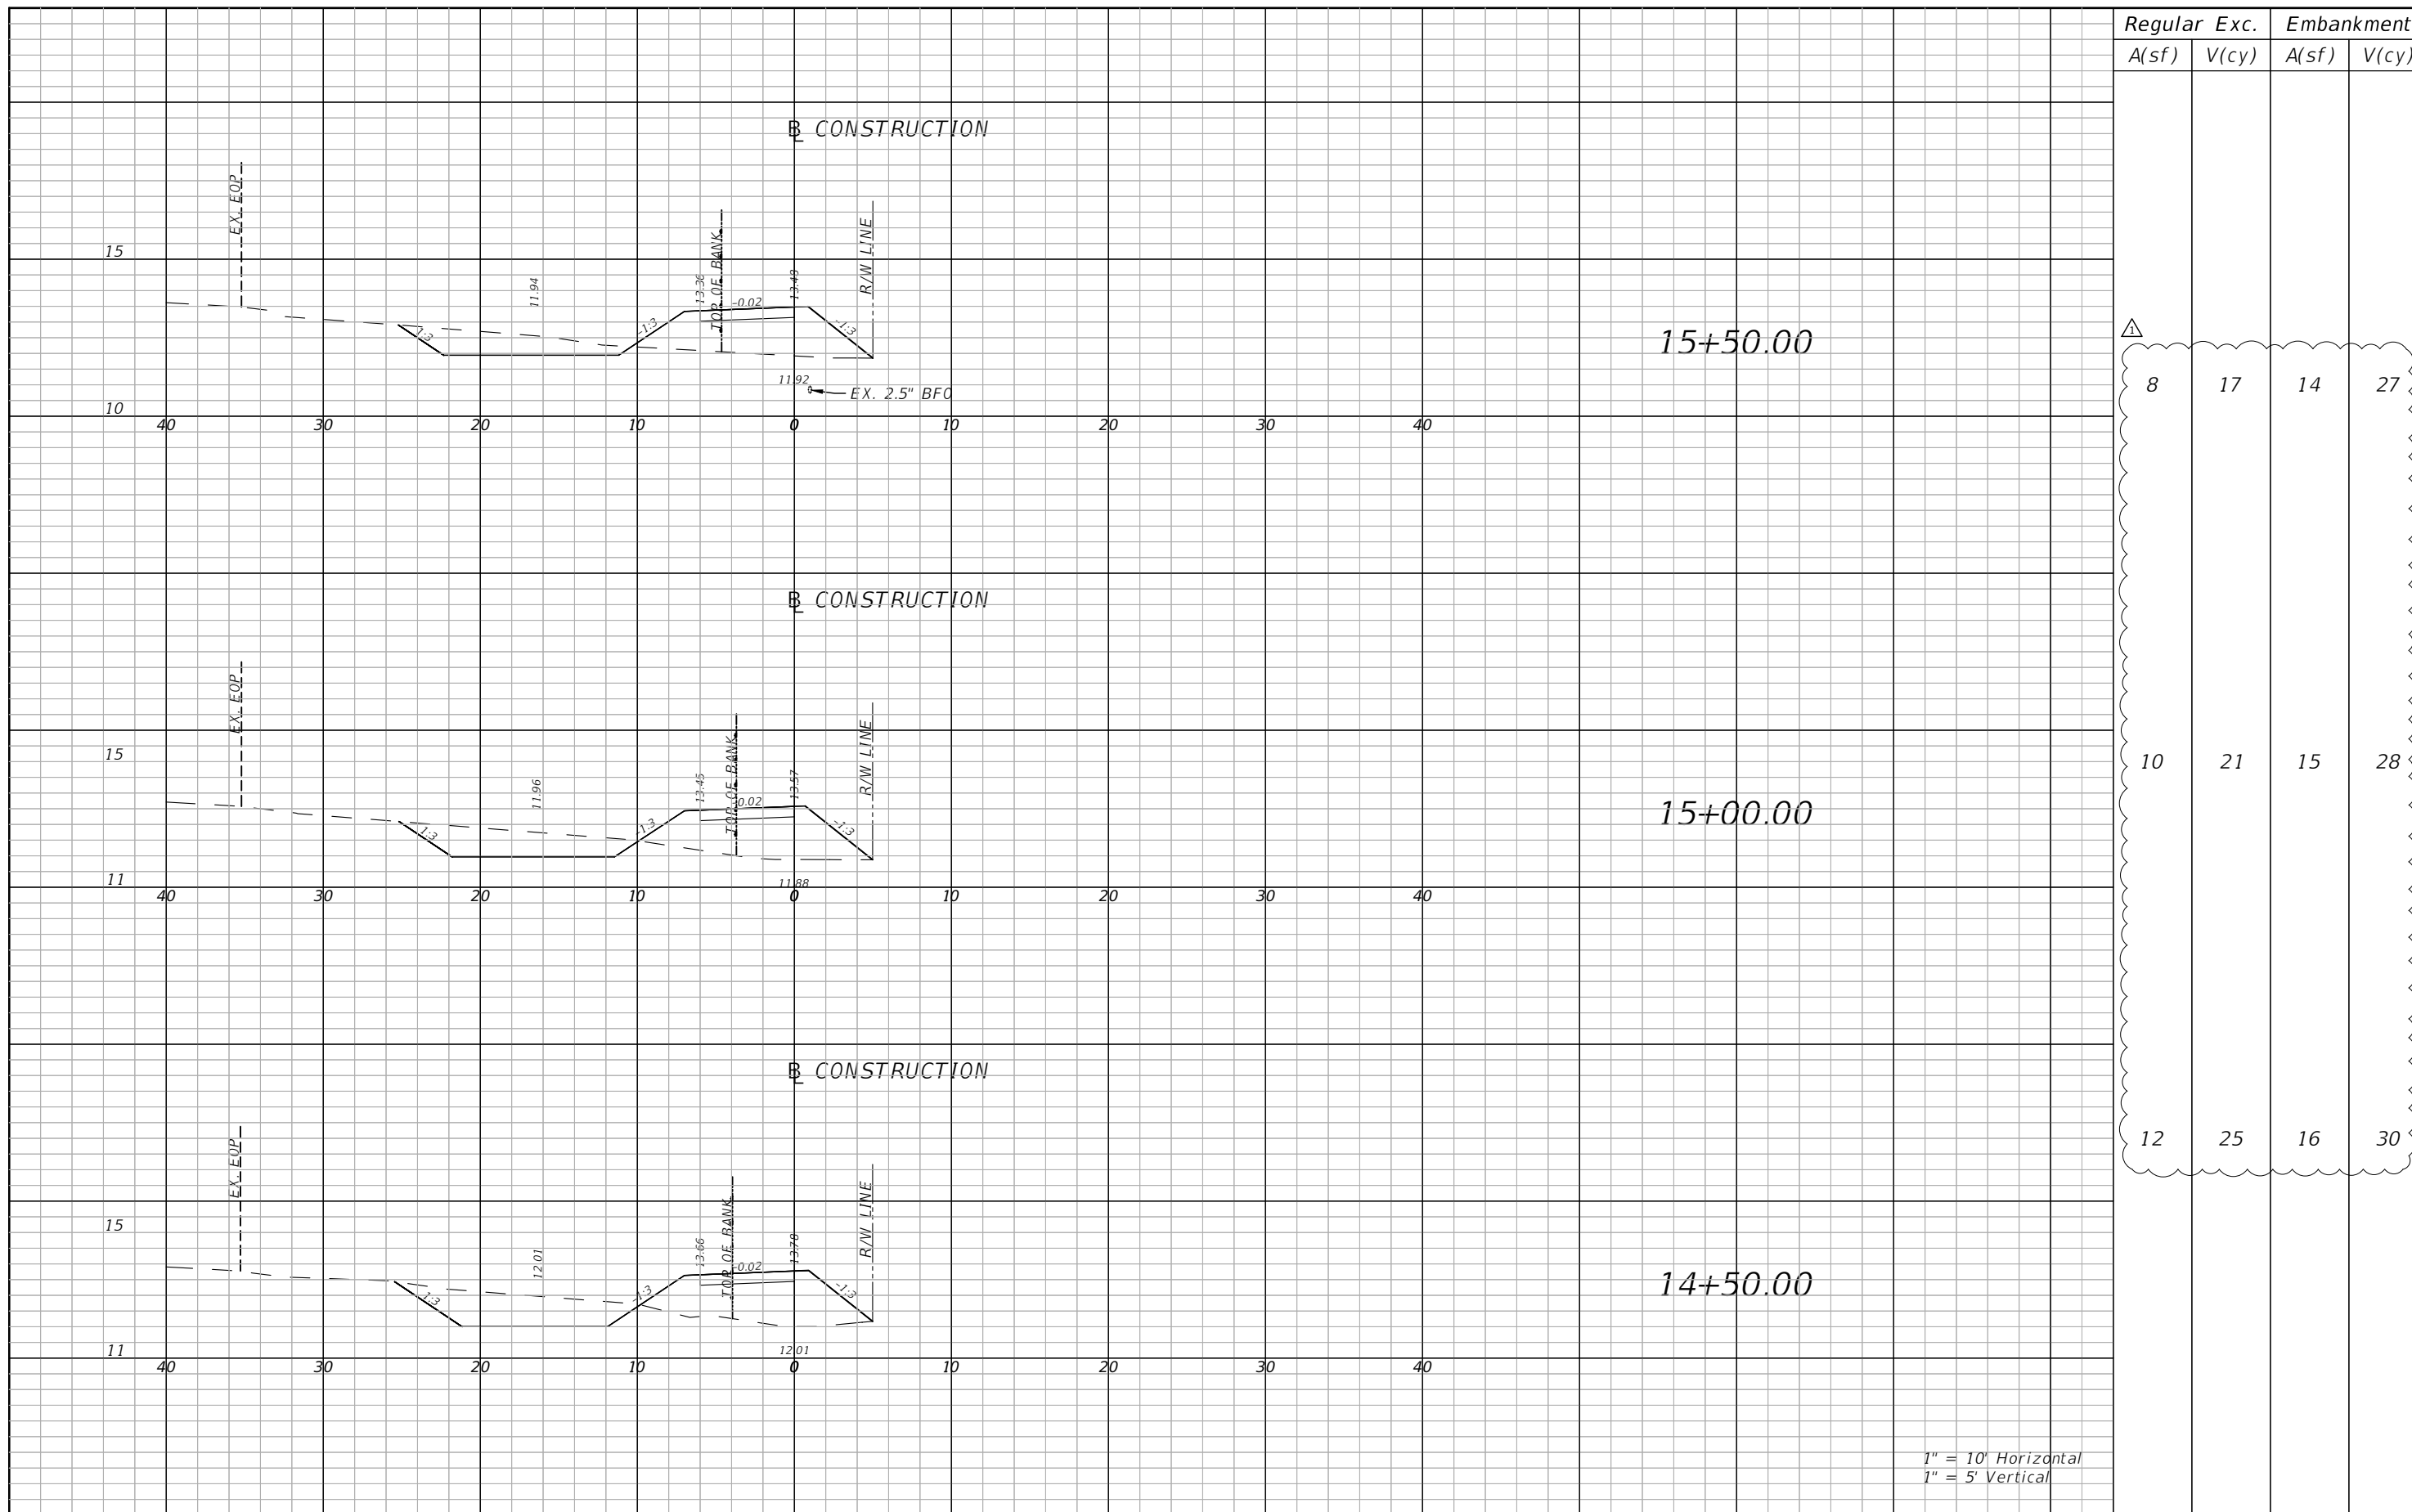 Regular Exc. Embankment
A(sf) V(cy) A(sf) V(cy)
BL CONSTRUCTION
EX. EOP
TOP OF BANK
R/W LINE
15
11.94
13.36
-0.02
13.49
1:3
-1:3
-1:3
15+50.00
1
11.92
EX. 2.5" BFO
8 17 14 27
10
40 30 20 10 0 10 20 30 40
BL CONSTRUCTION
EX. EOP
TOP OF BANK
R/W LINE
15
11.96
13.45
-0.02
13.57
1:3
-1:3
-1:3
15+00.00
10 21 15 28
11
11.88
40 30 20 10 0 10 20 30 40
BL CONSTRUCTION
EX. EOP
TOP OF BANK
R/W LINE
12 25 16 30
15
12.01
13.66
-0.02
13.78
1:3
-1:3
-1:3
14+50.00
11
12.01
40 30 20 10 0 10 20 30 40
1" = 10' Horizontal
1" = 5' Vertical